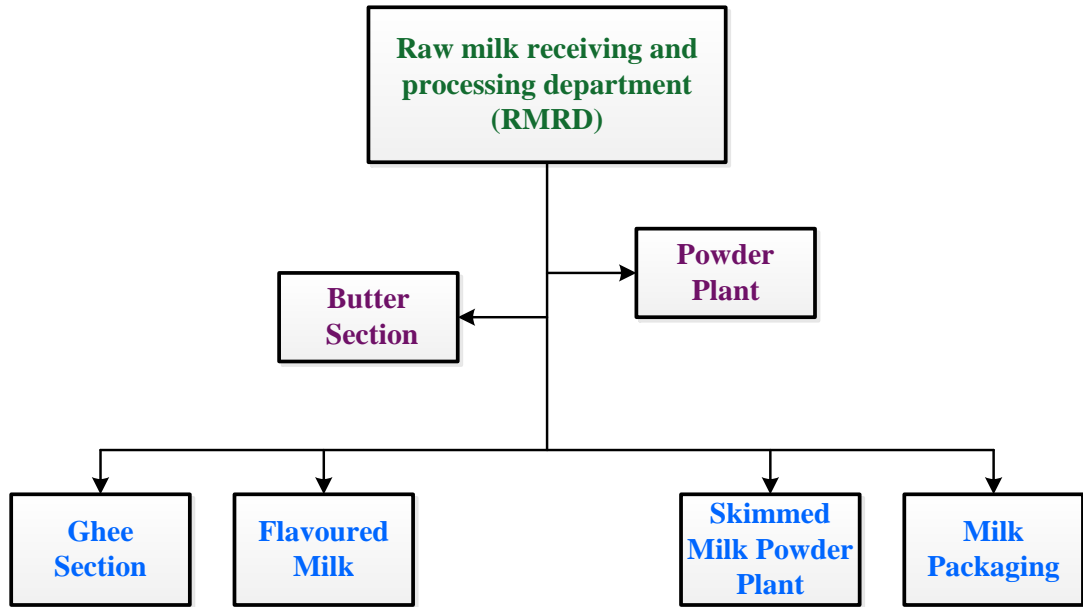 Raw milk receiving and
processing department
(RMRD)
Powder
Plant
Butter
Section
Ghee
Section
Flavoured
Milk
Skimmed
Milk Powder
Plant
Milk
Packaging